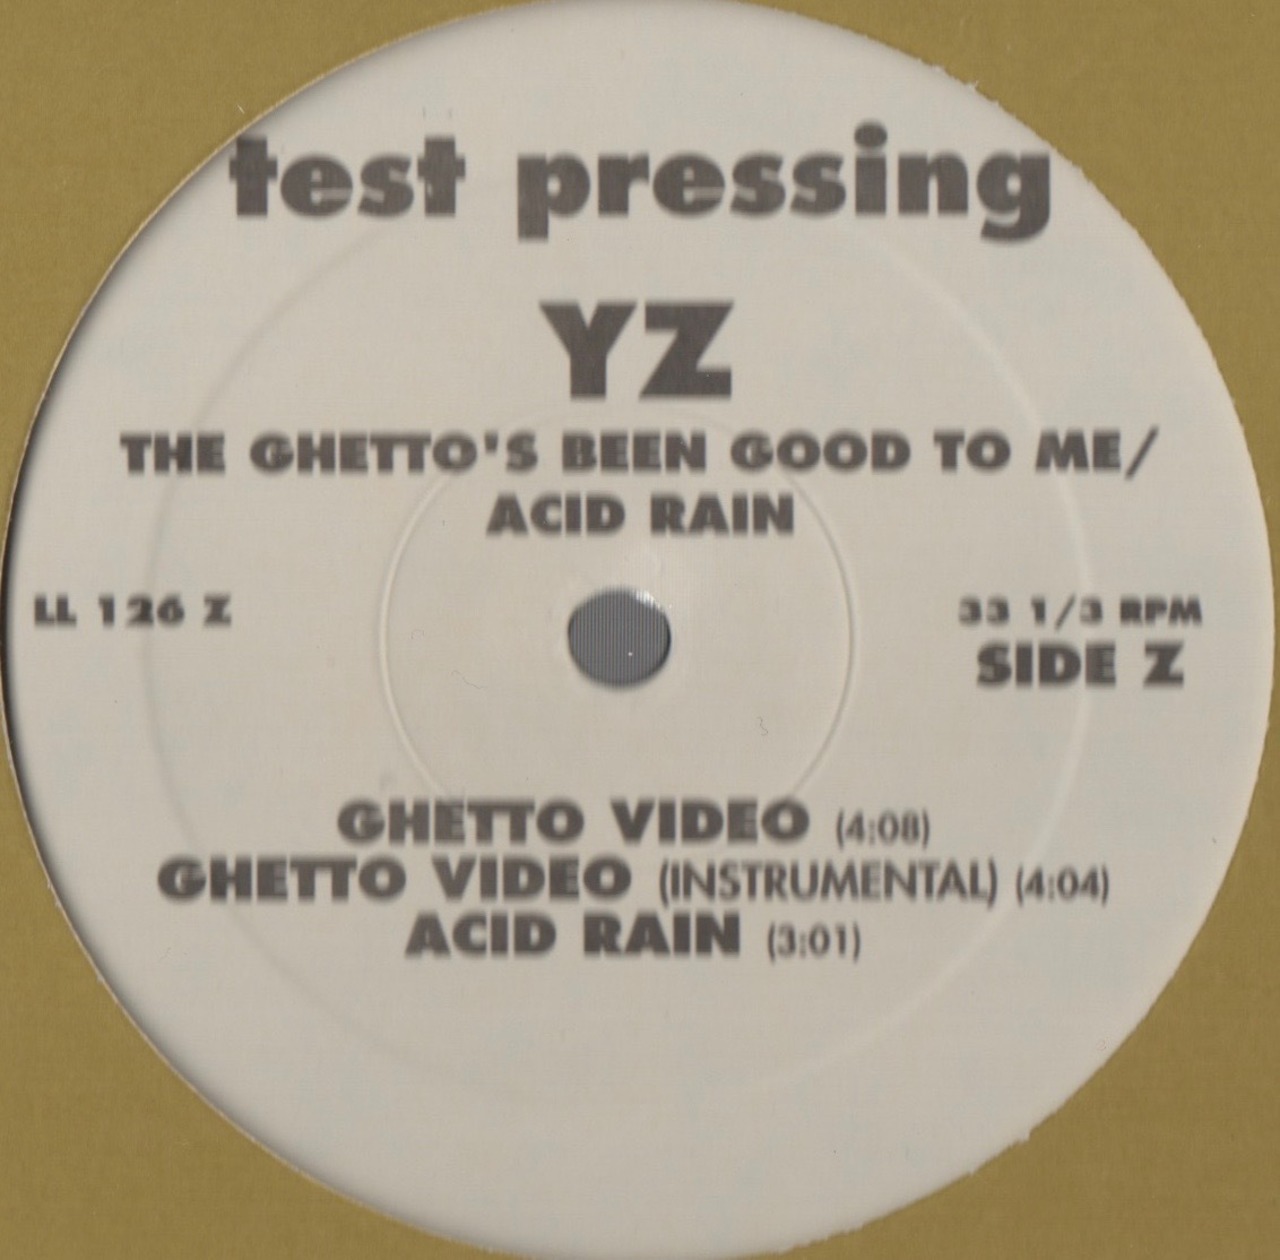 test pressing
YZ
THE GHETTO'S BEEN GOOD TO ME/
ACID RAIN
LL 126 Z
33 1/3 RPM
SIDE Z
GHETTO VIDEO (4:08)
GHETTO VIDEO (INSTRUMENTAL) (4:04)
ACID RAIN (3:01)